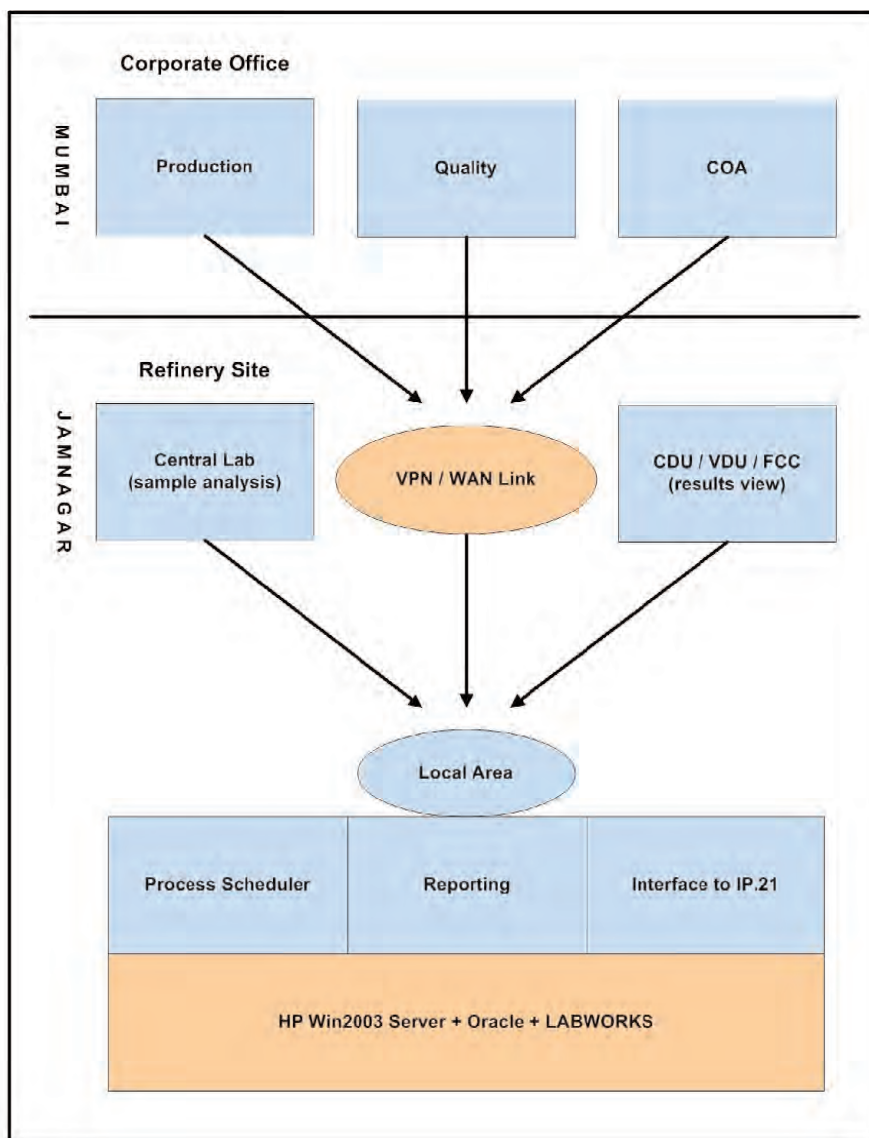 Corporate Office
MUMBAI
Production
Quality
COA
Refinery Site
JAMNAGAR
Central Lab
(sample analysis)
VPN / WAN Link
CDU / VDU / FCC
(results view)
Local Area
Process Scheduler
Reporting
Interface to IP.21
HP Win2003 Server + Oracle + LABWORKS